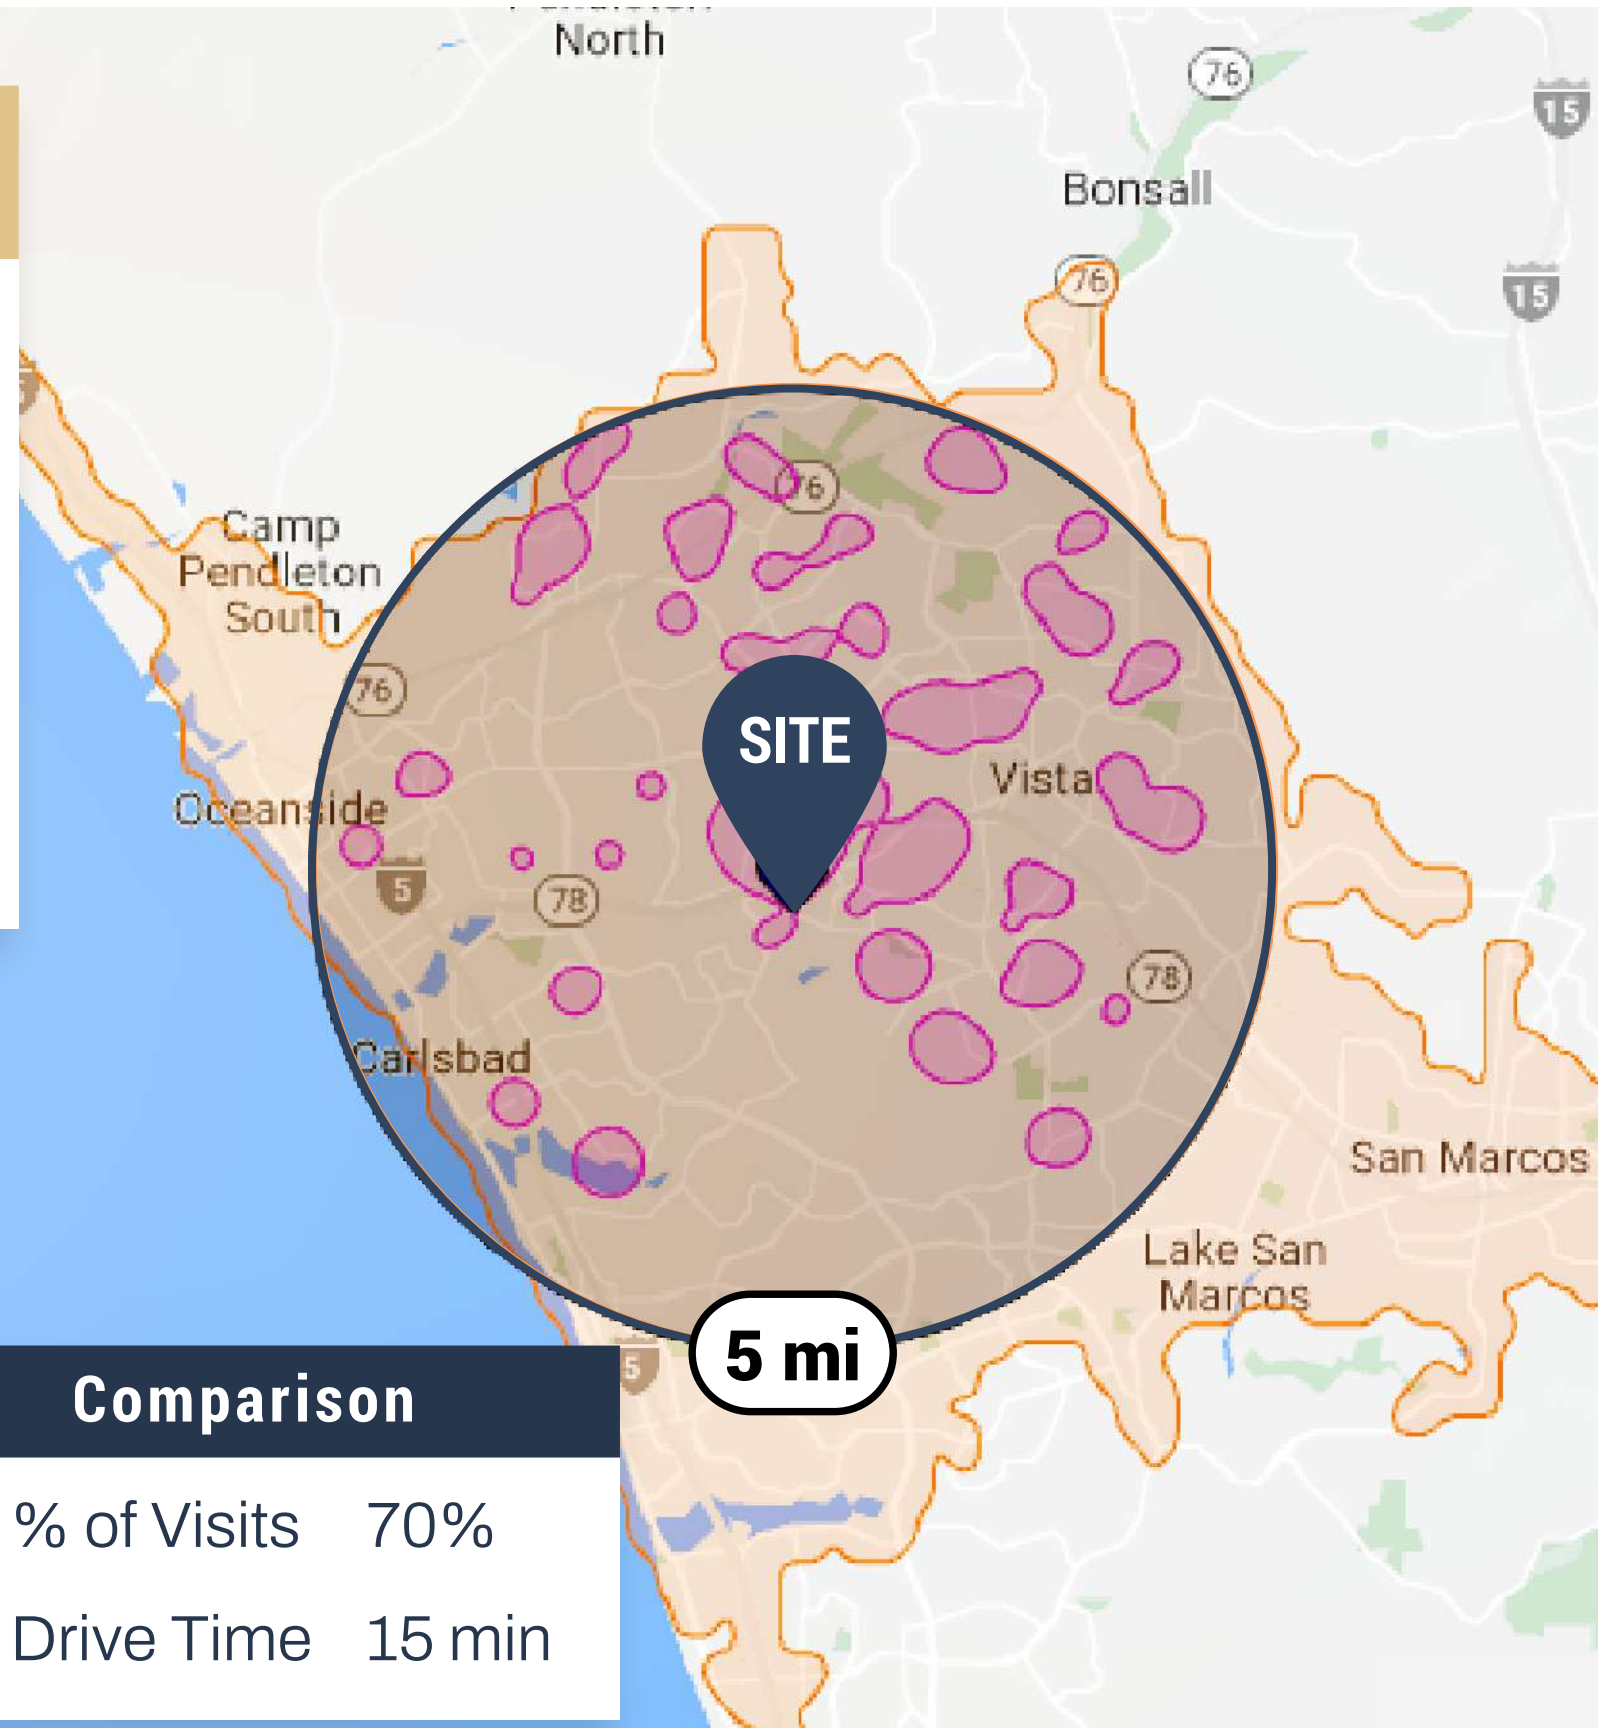 North
76
15
Bonsall
76
15
76
Camp
Pendleton
South
76
SITE
Vista
Oceanside
5
78
78
Carlsbad
San Marcos
Lake San
Marcos
5 mi
5
Comparison
% of Visits 70%
Drive Time 15 min